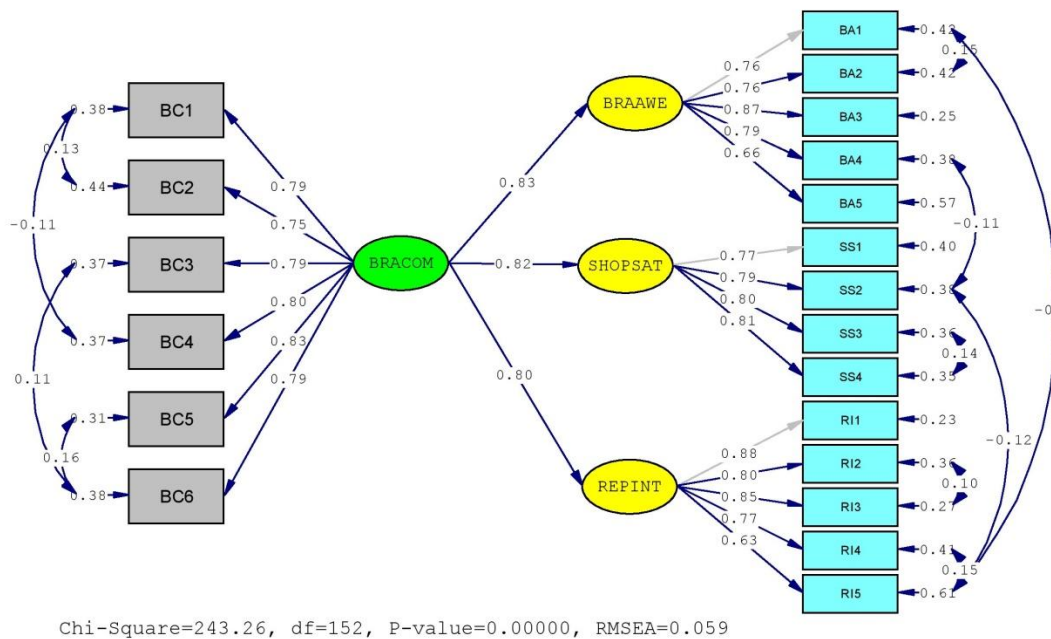 0.38
BC1
0.13
0.44
BC2
-0.11
0.37
BC3
0.37
BC4
0.11
0.31
BC5
0.16
0.38
BC6
0.79
0.75
0.79
0.80
0.83
0.79
BRACOM
0.83
0.82
0.80
BRAAWE
0.76
0.76
0.87
0.79
0.66
SHOPSAT
0.77
0.79
0.80
0.81
REPINT
0.88
0.80
0.85
0.77
0.63
BA1
0.15
BA2
0.42
BA3
0.25
BA4
0.38
BA5
0.57
-0.11
SS1
0.40
SS2
0.38
SS3
0.36
0.14
SS4
0.35
RI1
0.23
-0.12
RI2
0.36
0.10
RI3
0.27
RI4
0.41
0.15
RI5
0.61
Chi-Square=243.26, df=152, P-value=0.00000, RMSEA=0.059